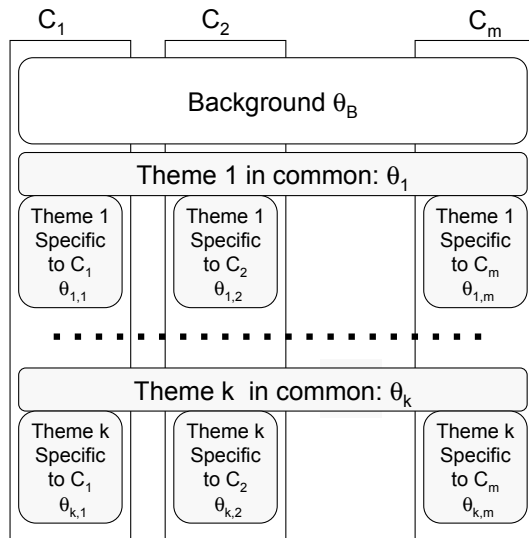 C₁ C₂ Cₘ
Background θ_B
Theme 1 in common: θ₁
Theme 1 Theme 1 Theme 1
Specific Specific Specific
to C₁ to C₂ to Cₘ
θ₁,₁ θ₁,₂ θ₁,ₘ
Theme k in common: θₖ
Theme k Theme k Theme k
Specific Specific Specific
to C₁ to C₂ to Cₘ
θₖ,₁ θₖ,₂ θₖ,ₘ